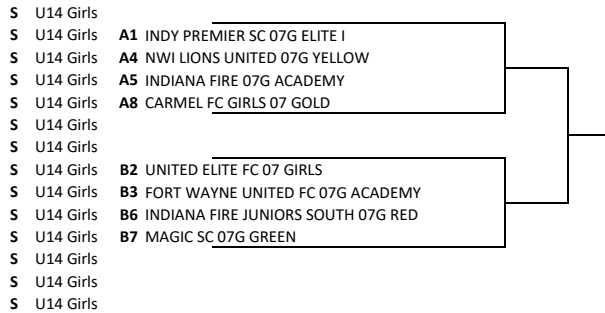 S U14 Girls
S U14 Girls A1 INDY PREMIER SC 07G ELITE I
S U14 Girls A4 NWI LIONS UNITED 07G YELLOW
S U14 Girls A5 INDIANA FIRE 07G ACADEMY
S U14 Girls A8 CARMEL FC GIRLS 07 GOLD
S U14 Girls
S U14 Girls
S U14 Girls B2 UNITED ELITE FC 07 GIRLS
S U14 Girls B3 FORT WAYNE UNITED FC 07G ACADEMY
S U14 Girls B6 INDIANA FIRE JUNIORS SOUTH 07G RED
S U14 Girls B7 MAGIC SC 07G GREEN
S U14 Girls
S U14 Girls
S U14 Girls